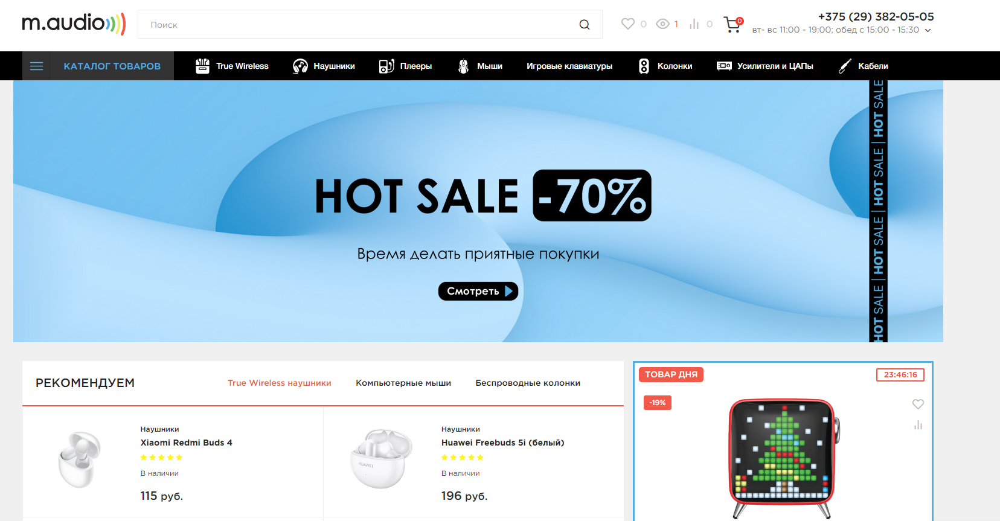 m.audio
Поиск
0
1
0
0
+375 (29) 382-05-05
вт- вс 11:00 - 19:00; обед с 15:00 - 15:30
КАТАЛОГ ТОВАРОВ
True Wireless
Наушники
Плееры
Мыши
Игровые клавиатуры
Колонки
Усилители и ЦАПы
Кабели
HOT SALE -70%
Время делать приятные покупки
Смотреть
HOT SALE | HOT SALE | HOT SALE | HOT SALE
РЕКОМЕНДУЕМ
True Wireless наушники
Компьютерные мыши
Беспроводные колонки
Наушники
Xiaomi Redmi Buds 4
В наличии
115 руб.
HUAWEI
Наушники
Huawei Freebuds 5i (белый)
В наличии
196 руб.
ТОВАР ДНЯ
23:46:16
-19%